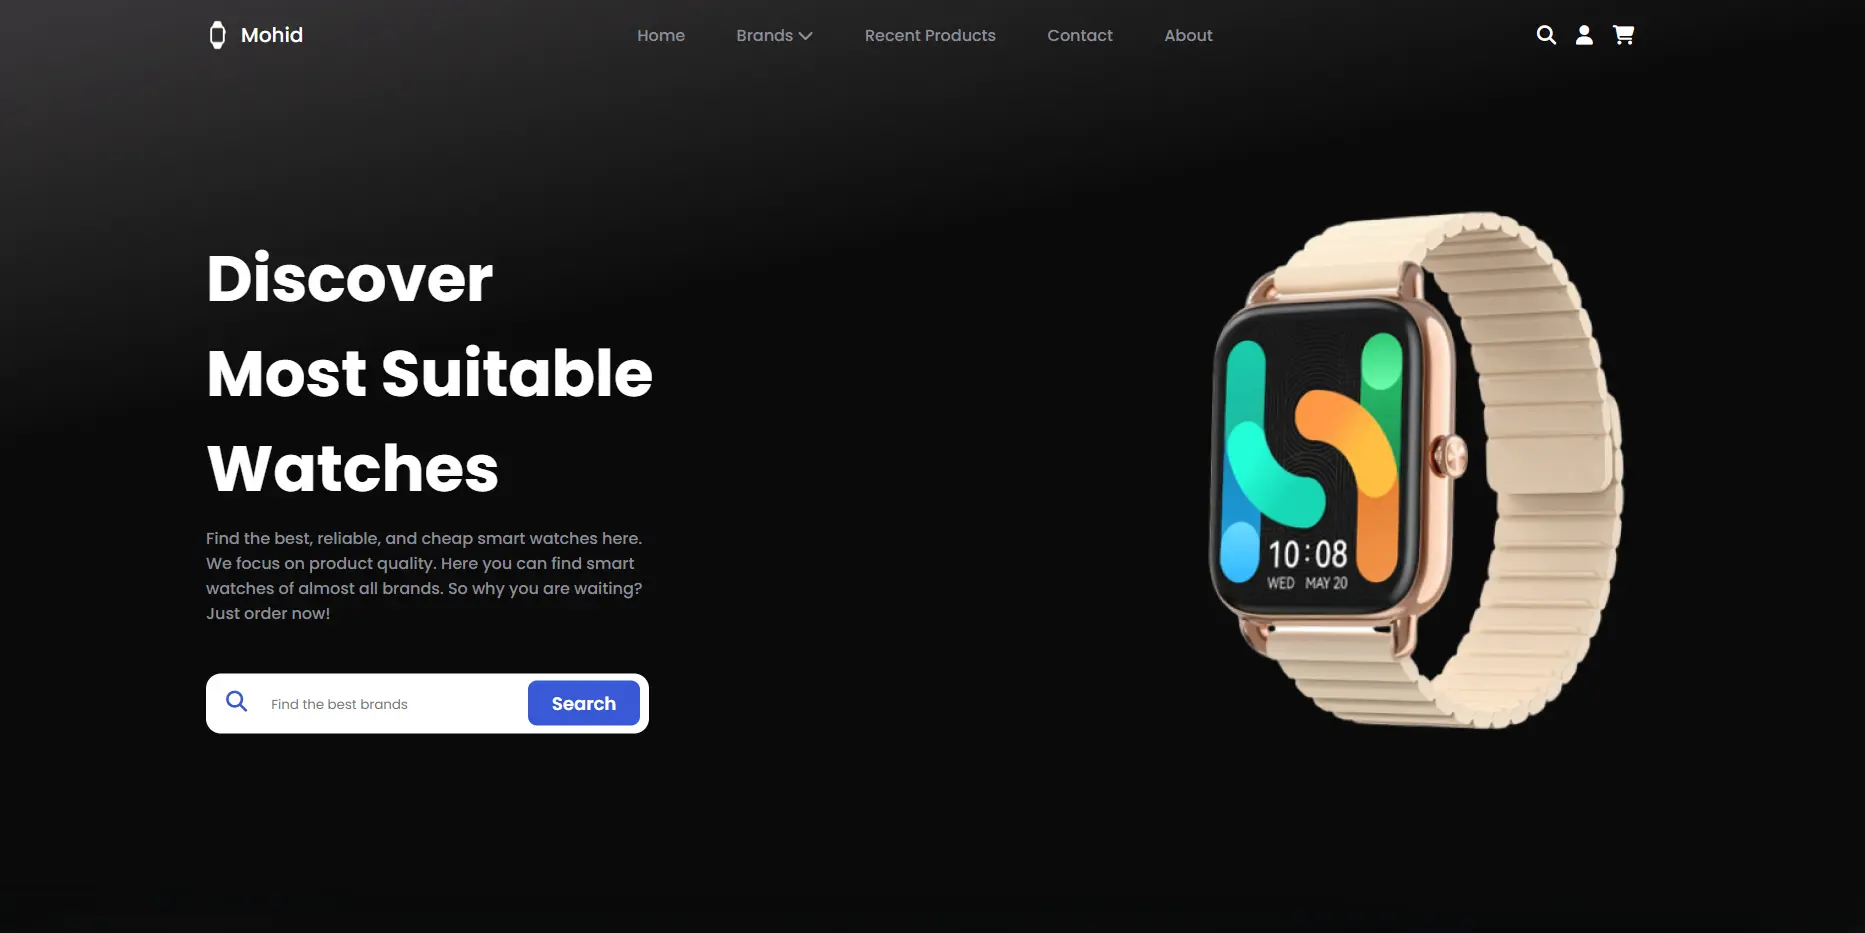 Mohid
Home Brands Recent Products Contact About
Discover
Most Suitable
Watches
Find the best, reliable, and cheap smart watches here.
We focus on product quality. Here you can find smart
watches of almost all brands. So why you are waiting?
Just order now!
Find the best brands Search
10:08
WED MAY 20